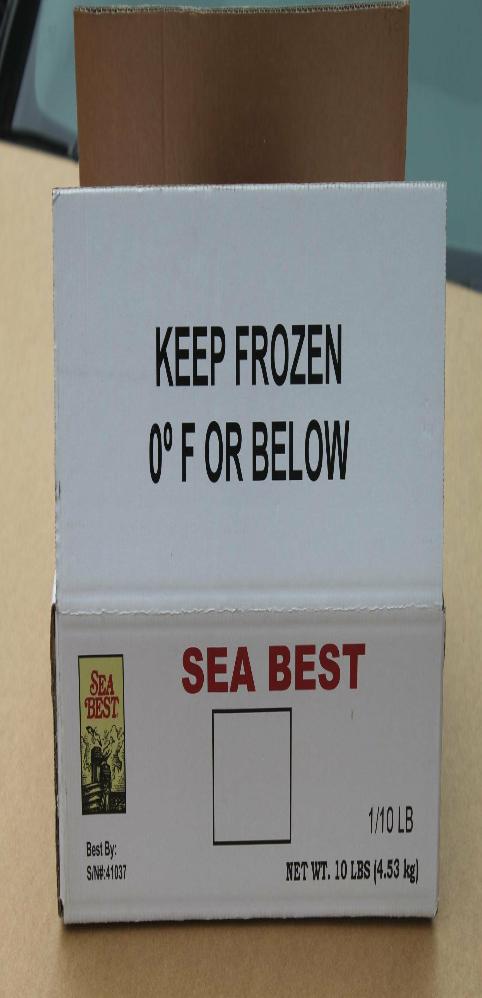 KEEP FROZEN
0º F OR BELOW
SEA BEST
SEA
BEST
1/10 LB
Best By:
S/N#:41037
NET WT. 10 LBS (4.53 kg)